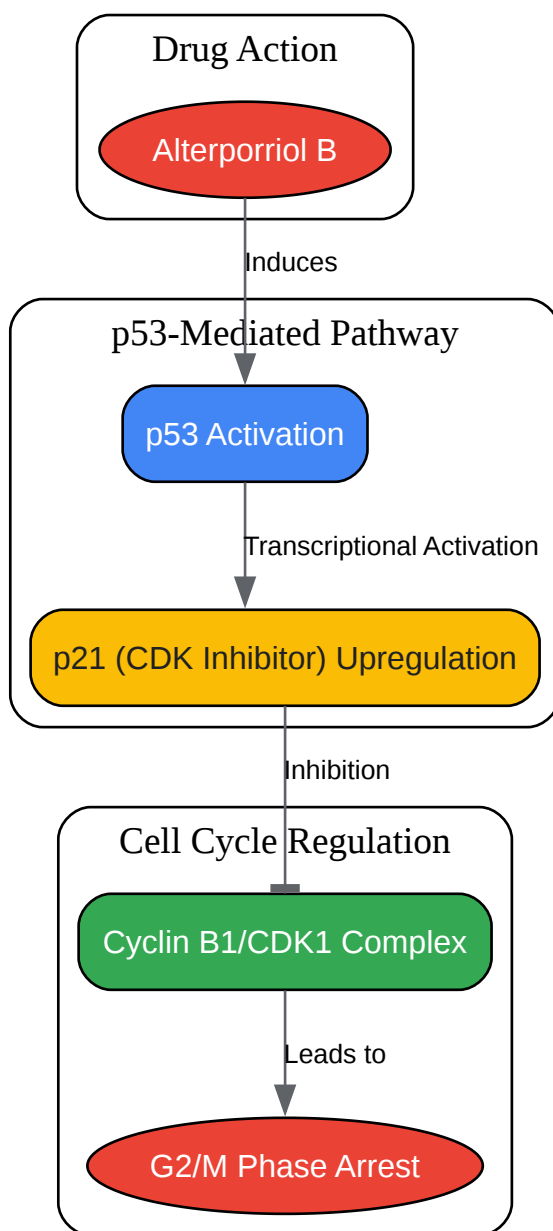 Drug Action
Alterporriol B
Induces
p53-Mediated Pathway
p53 Activation
Transcriptional Activation
p21 (CDK Inhibitor) Upregulation
Inhibition
Cell Cycle Regulation
Cyclin B1/CDK1 Complex
Leads to
G2/M Phase Arrest